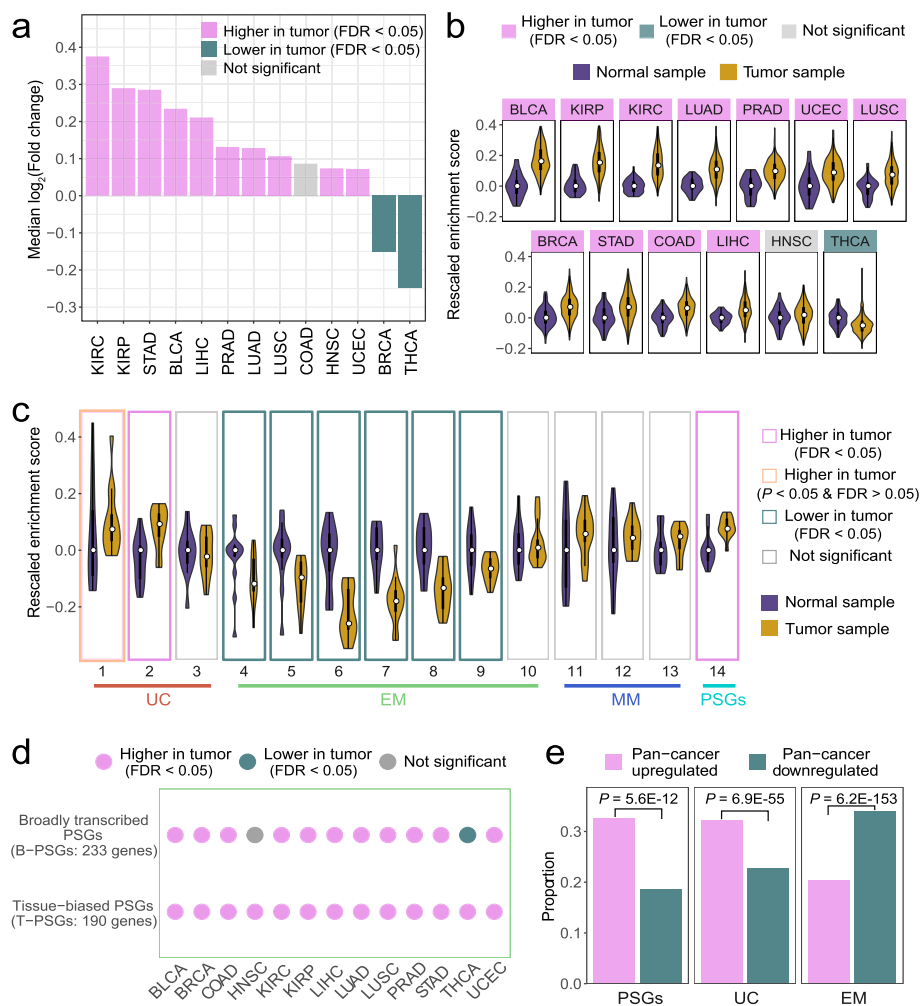 a
Higher in tumor (FDR < 0.05)
Lower in tumor (FDR < 0.05)
Not significant
Median log2(Fold change)
0.4
0.3
0.2
0.1
0.0
−0.1
−0.2
−0.3
KIRC
KIRP
STAD
BLCA
LIHC
PRAD
LUAD
LUSC
COAD
HNSC
UCEC
BRCA
THCA
b
Higher in tumor
(FDR < 0.05)
Lower in tumor
(FDR < 0.05)
Not significant
Normal sample
Tumor sample
Rescaled enrichment score
BLCA KIRP KIRC LUAD PRAD UCEC LUSC
0.4
0.2
0.0
−0.2
BRCA STAD COAD LIHC HNSC THCA
0.4
0.2
0.0
−0.2
c
Rescaled enrichment score
0.4
0.2
0.0
−0.2
1 2 3 4 5 6 7 8 9 10 11 12 13 14
UC EM MM PSGs
Higher in tumor
(FDR < 0.05)
Higher in tumor
(P < 0.05 & FDR > 0.05)
Lower in tumor
(FDR < 0.05)
Not significant
Normal sample
Tumor sample
d
Higher in tumor
(FDR < 0.05)
Lower in tumor
(FDR < 0.05)
Not significant
Broadly transcribed
PSGs
(B−PSGs: 233 genes)
Tissue−biased PSGs
(T−PSGs: 190 genes)
BLCA
BRCA
COAD
HNSC
KIRC
KIRP
LIHC
LUAD
LUSC
PRAD
STAD
THCA
UCEC
e
Pan−cancer
upregulated
Pan−cancer
downregulated
Proportion
0.3
0.2
0.1
0.0
P = 5.6E-12
P = 6.9E-55
P = 6.2E-153
PSGs UC EM